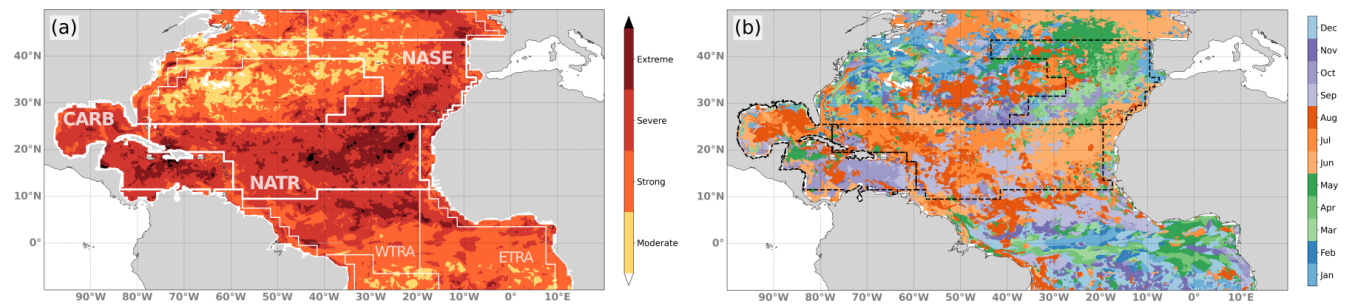 (a)
NASE
CARB
NATR
WTRA
ETRA
40°N
30°N
20°N
10°N
0°
90°W 80°W 70°W 60°W 50°W 40°W 30°W 20°W 10°W 0° 10°E
Extreme
Severe
Strong
Moderate
(b)
40°N
30°N
20°N
10°N
0°
90°W 80°W 70°W 60°W 50°W 40°W 30°W 20°W 10°W 0° 10°E
Dec
Nov
Oct
Sep
Aug
Jul
Jun
May
Apr
Mar
Feb
Jan